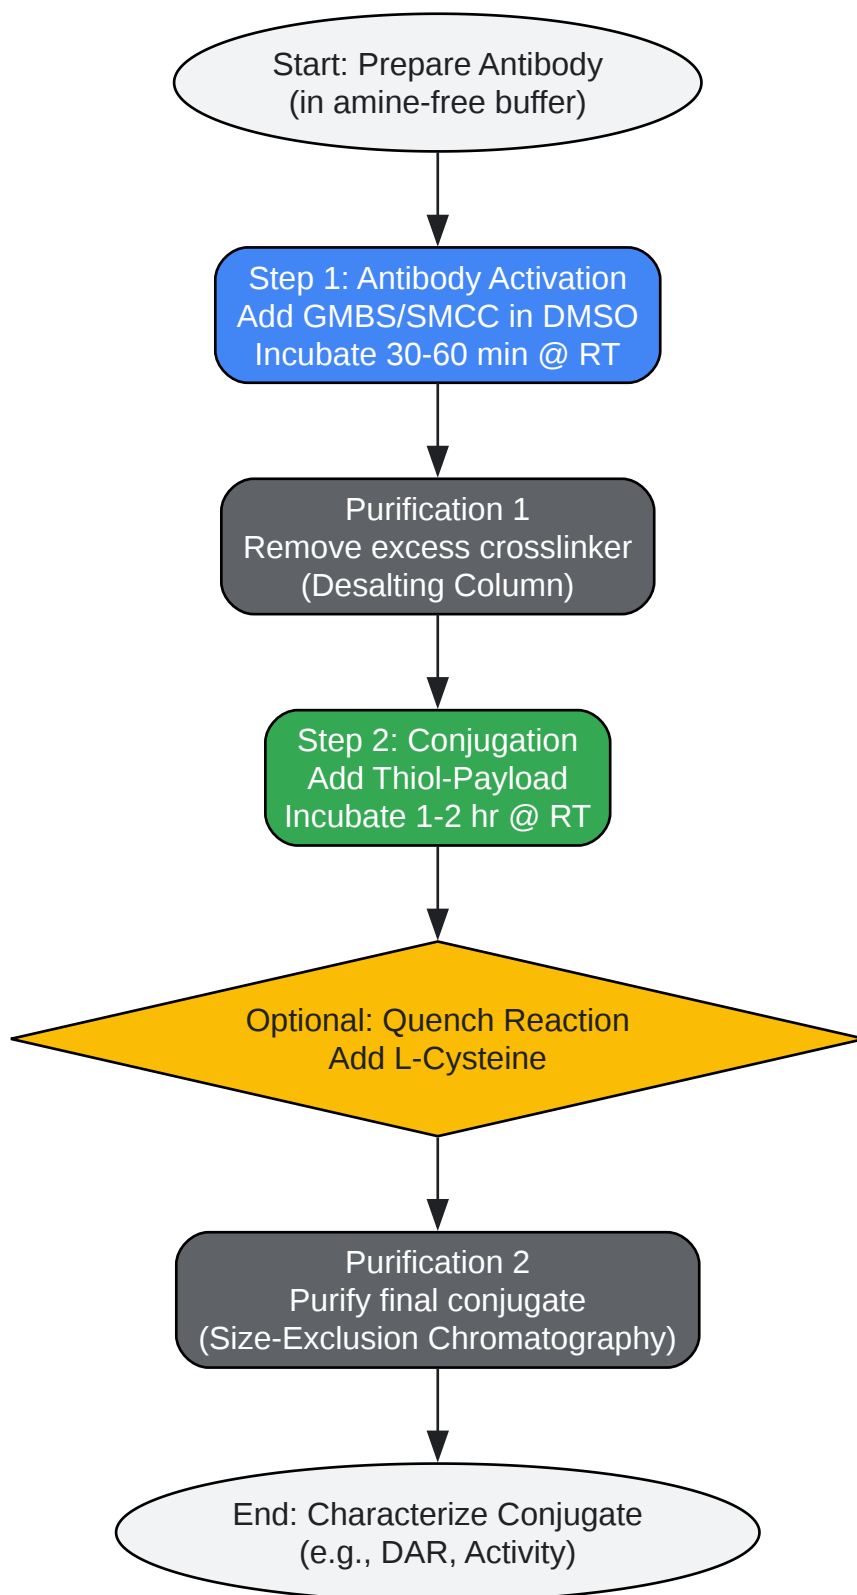 Start: Prepare Antibody
(in amine-free buffer)
Step 1: Antibody Activation
Add GMBS/SMCC in DMSO
Incubate 30-60 min @ RT
Purification 1
Remove excess crosslinker
(Desalting Column)
Step 2: Conjugation
Add Thiol-Payload
Incubate 1-2 hr @ RT
Optional: Quench Reaction
Add L-Cysteine
Purification 2
Purify final conjugate
(Size-Exclusion Chromatography)
End: Characterize Conjugate
(e.g., DAR, Activity)